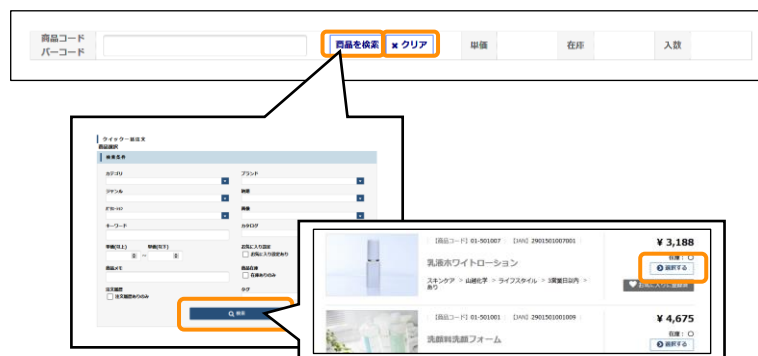 商品コード
バーコード
商品を検索
× クリア
単価
在庫
入数
クイックー括注文
商品選択
検索条件
カテゴリ
ブランド
ジャンル
キーワード
カタログ
単価(以上)
単価(以下)
～
お気に入り設定
お気に入り設定あり
商品メモ
商品在庫
在庫ありのみ
注文履歴
注文履歴ありのみ
タグ
検索
[商品コード] 01-501007
[JAN] 2901501007001
¥ 3,188
在庫： ○
乳液ホワイトローション
選択する
スキンケア > 山趣化学 > ライフスタイル > 3営業日以内 >
あり
お気に入りに登録済
[商品コード] 01-501001
[JAN] 2901501001009
¥ 4,675
在庫： ○
洗顔料洗顔フォーム
選択する